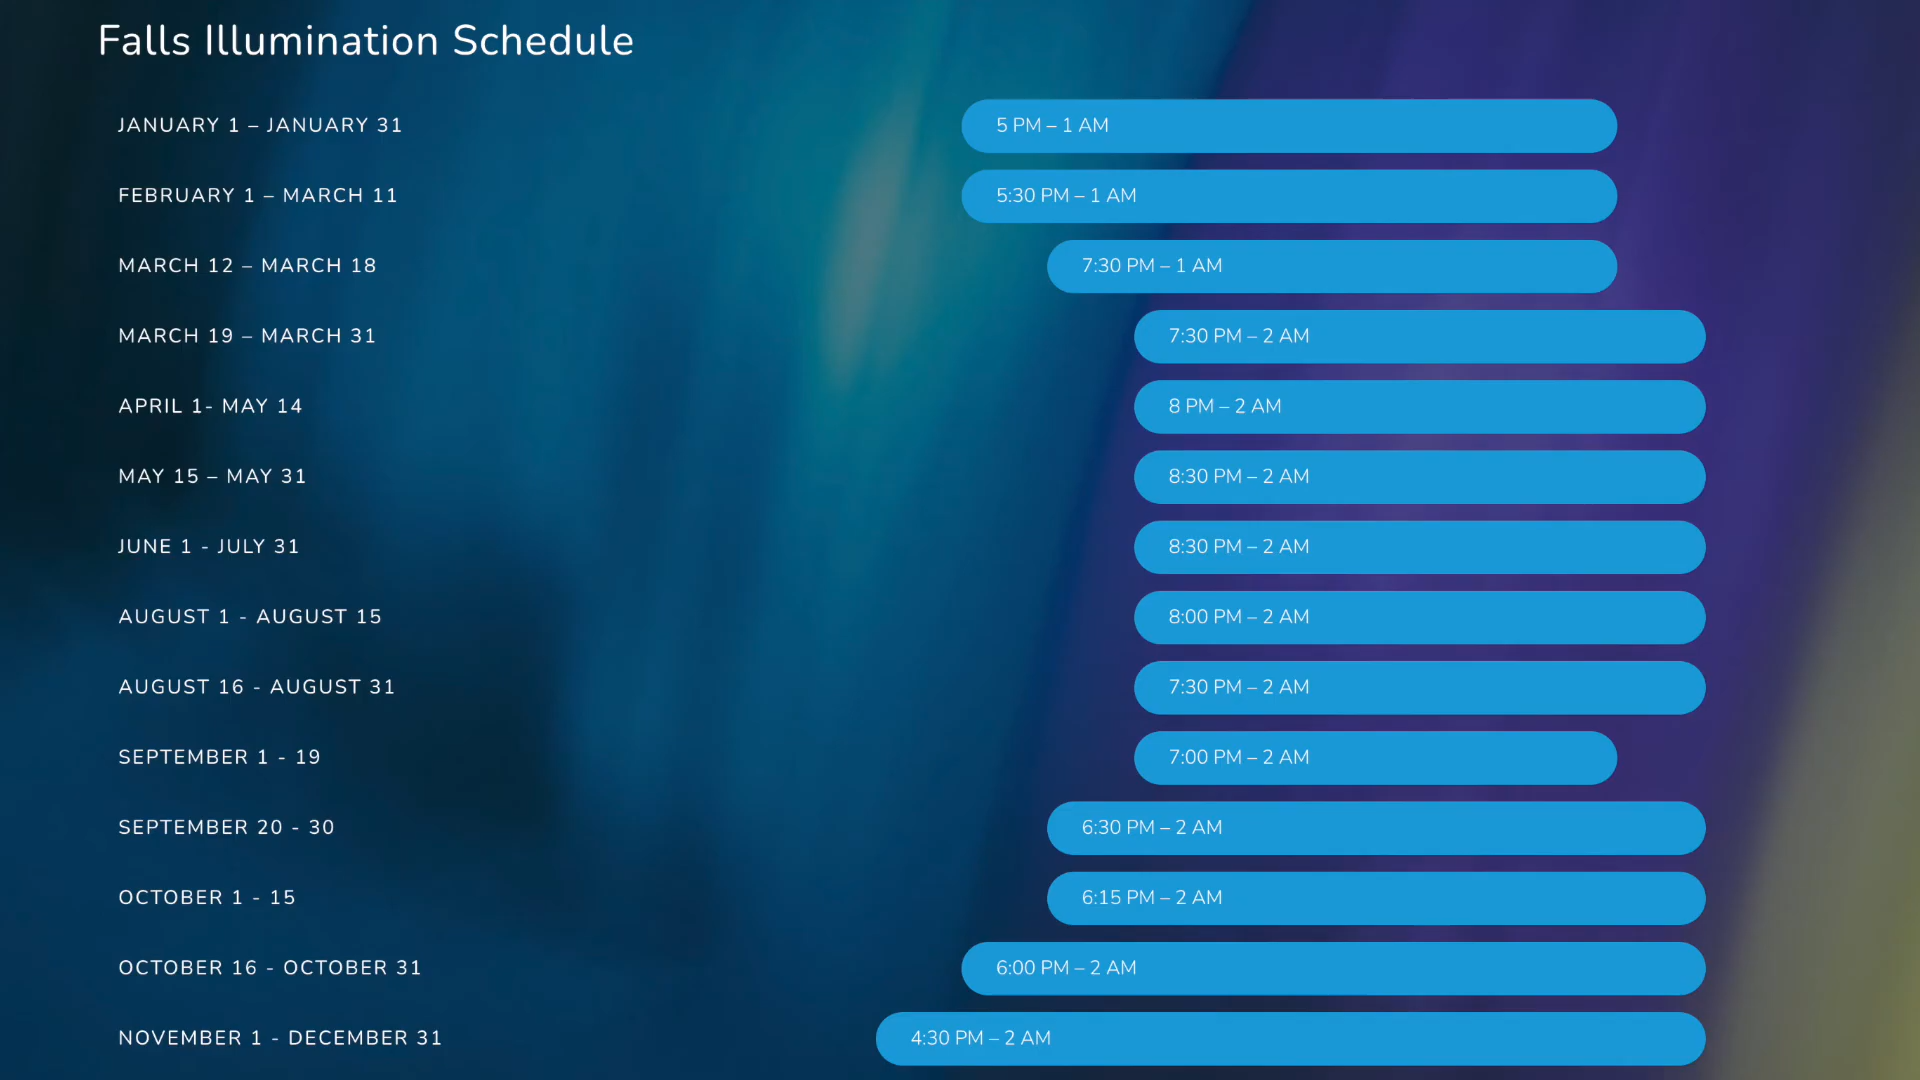 Falls Illumination Schedule
JANUARY 1 – JANUARY 31 5 PM – 1 AM
FEBRUARY 1 – MARCH 11 5:30 PM – 1 AM
MARCH 12 – MARCH 18 7:30 PM – 1 AM
MARCH 19 – MARCH 31 7:30 PM – 2 AM
APRIL 1- MAY 14 8 PM – 2 AM
MAY 15 – MAY 31 8:30 PM – 2 AM
JUNE 1 - JULY 31 8:30 PM – 2 AM
AUGUST 1 - AUGUST 15 8:00 PM – 2 AM
AUGUST 16 - AUGUST 31 7:30 PM – 2 AM
SEPTEMBER 1 - 19 7:00 PM – 2 AM
SEPTEMBER 20 - 30 6:30 PM – 2 AM
OCTOBER 1 - 15 6:15 PM – 2 AM
OCTOBER 16 - OCTOBER 31 6:00 PM – 2 AM
NOVEMBER 1 - DECEMBER 31 4:30 PM – 2 AM